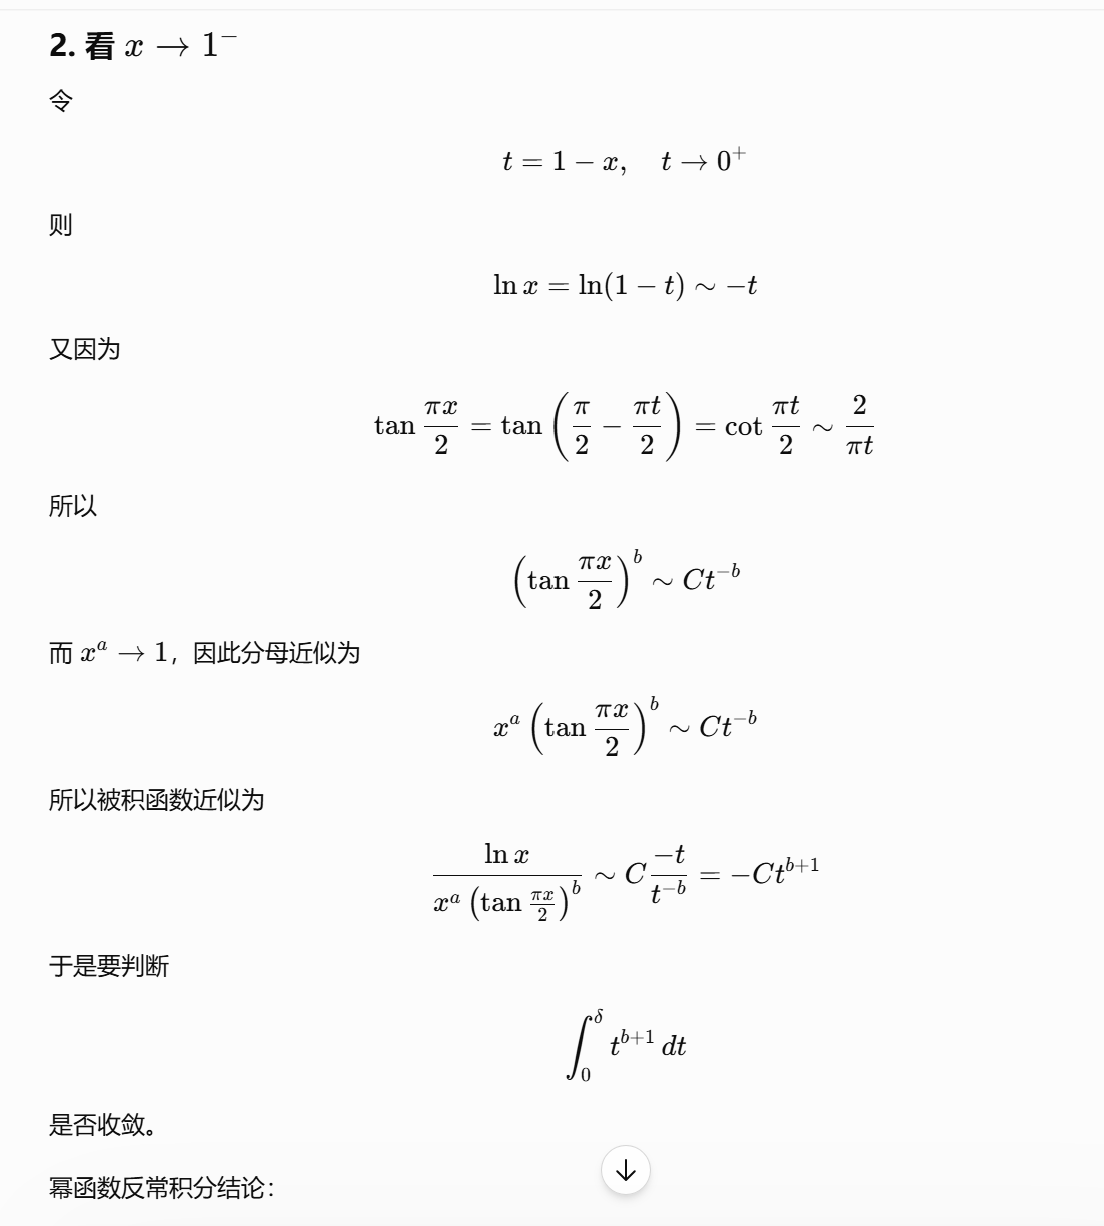 2. 看 x → 1⁻
令
t = 1 − x,  t → 0⁺
则
ln x = ln(1 − t) ∼ −t
又因为
tan πx/2 = tan (π/2 − πt/2) = cot πt/2 ∼ 2/πt
所以
(tan πx/2)^b ∼ Ct^{−b}
而 x^a → 1，因此分母近似为
x^a (tan πx/2)^b ∼ Ct^{−b}
所以被积函数近似为
ln x / (x^a (tan πx/2)^b) ∼ C −t/t^{−b} = −Ct^{b+1}
于是要判断
∫_0^δ t^{b+1} dt
是否收敛。
幂函数反常积分结论：